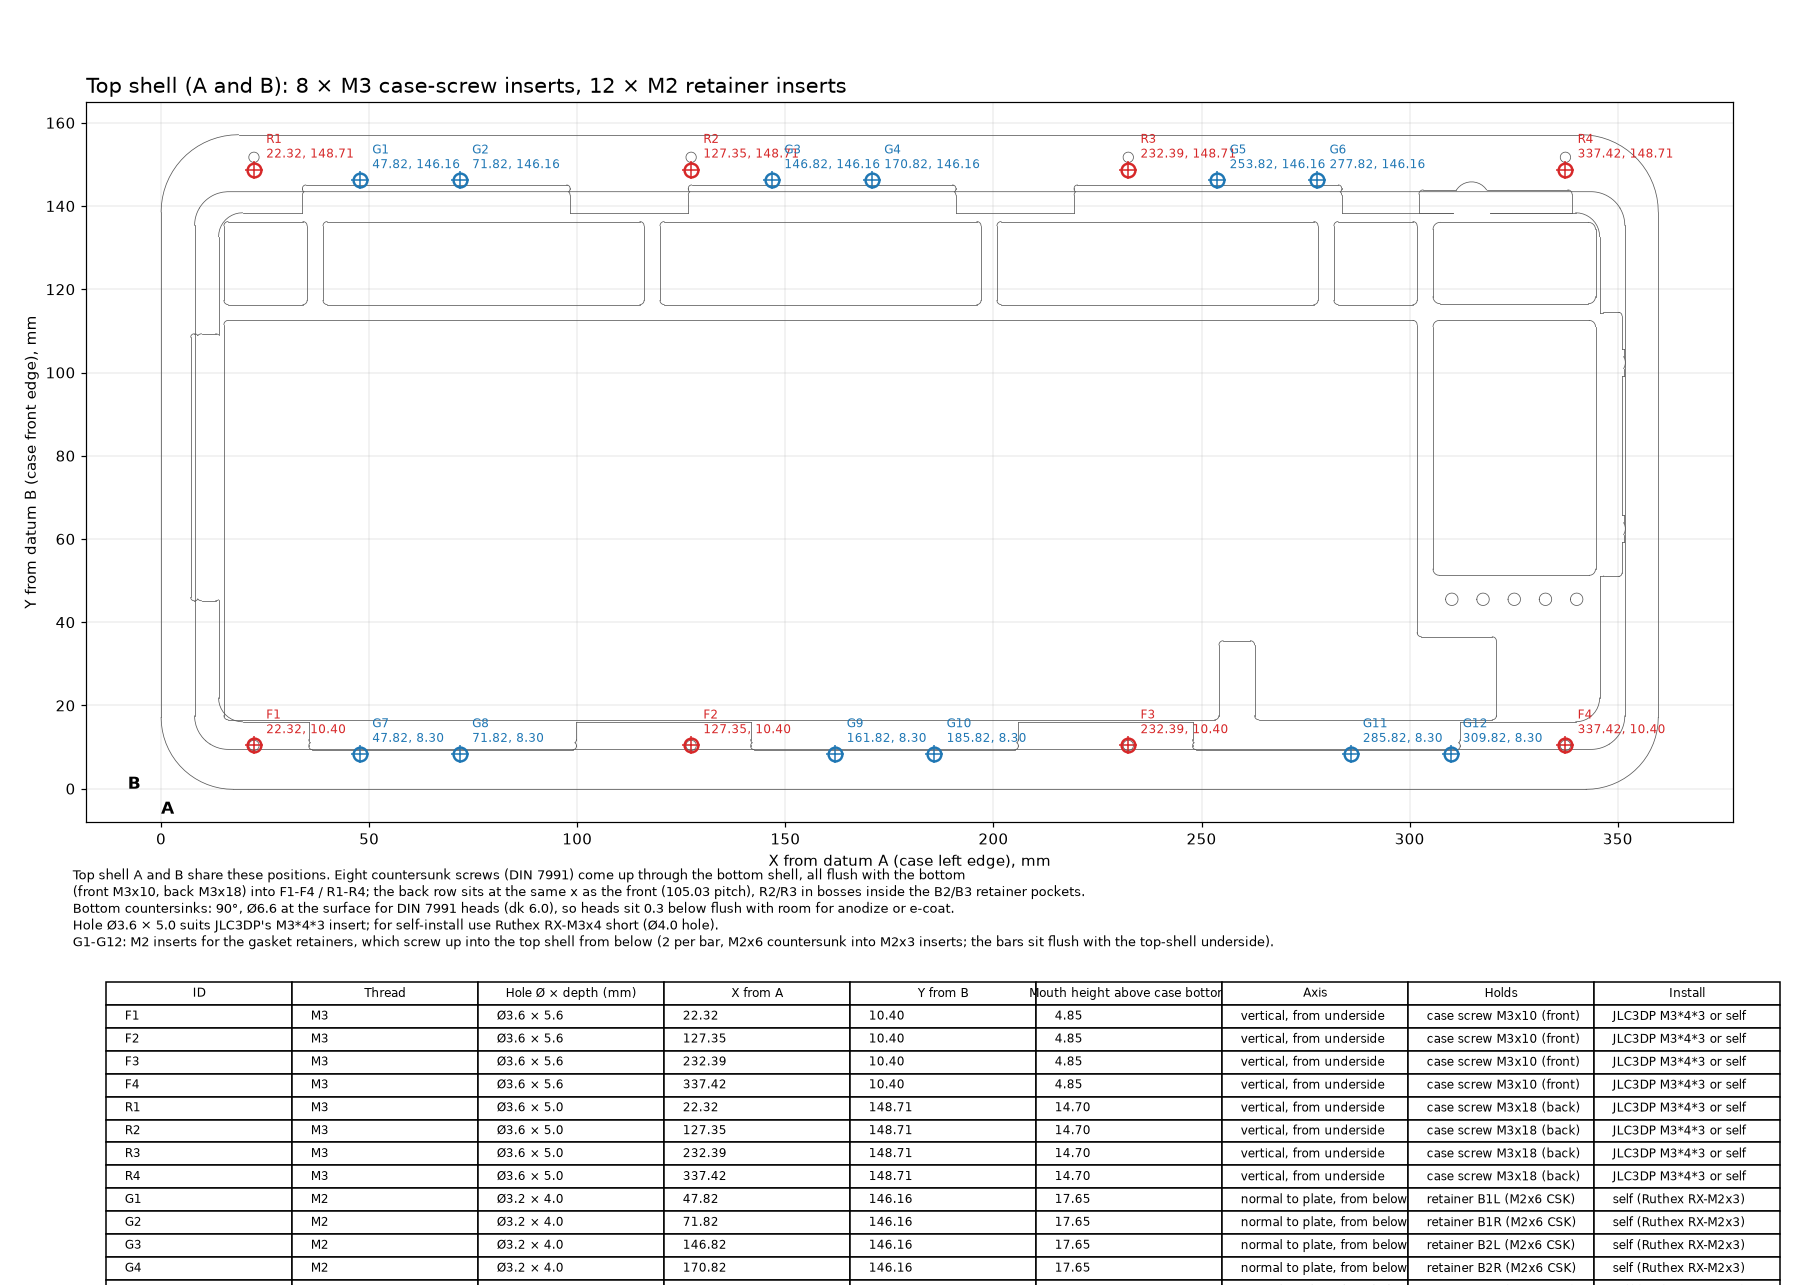 Top shell (A and B): 8 × M3 case-screw inserts, 12 × M2 retainer inserts
Y from datum B (case front edge), mm
160
140
120
100
80
60
40
20
0
R1
22.32, 148.71
G1
47.82, 146.16
G2
71.82, 146.16
R2
127.35, 148.71
G3
146.82, 146.16
G4
170.82, 146.16
R3
232.39, 148.71
G5
253.82, 146.16
G6
277.82, 146.16
R4
337.42, 148.71
F1
22.32, 10.40
G7
47.82, 8.30
G8
71.82, 8.30
F2
127.35, 10.40
G9
161.82, 8.30
G10
185.82, 8.30
F3
232.39, 10.40
G11
285.82, 8.30
G12
309.82, 8.30
F4
337.42, 10.40
B
A
0 50 100 150 200 250 300 350
X from datum A (case left edge), mm
Top shell A and B share these positions. Eight countersunk screws (DIN 7991) come up through the bottom shell, all flush with the bottom
(front M3x10, back M3x18) into F1-F4 / R1-R4; the back row sits at the same x as the front (105.03 pitch), R2/R3 in bosses inside the B2/B3 retainer pockets.
Bottom countersinks: 90°, Ø6.6 at the surface for DIN 7991 heads (dk 6.0), so heads sit 0.3 below flush with room for anodize or e-coat.
Hole Ø3.6 × 5.0 suits JLC3DP's M3*4*3 insert; for self-install use Ruthex RX-M3x4 short (Ø4.0 hole).
G1-G12: M2 inserts for the gasket retainers, which screw up into the top shell from below (2 per bar, M2x6 countersunk into M2x3 inserts; the bars sit flush with the top-shell underside).
ID Thread Hole Ø × depth (mm) X from A Y from B Mouth height above case bottom Axis Holds Install
F1 M3 Ø3.6 × 5.6 22.32 10.40 4.85 vertical, from underside case screw M3x10 (front) JLC3DP M3*4*3 or self
F2 M3 Ø3.6 × 5.6 127.35 10.40 4.85 vertical, from underside case screw M3x10 (front) JLC3DP M3*4*3 or self
F3 M3 Ø3.6 × 5.6 232.39 10.40 4.85 vertical, from underside case screw M3x10 (front) JLC3DP M3*4*3 or self
F4 M3 Ø3.6 × 5.6 337.42 10.40 4.85 vertical, from underside case screw M3x10 (front) JLC3DP M3*4*3 or self
R1 M3 Ø3.6 × 5.0 22.32 148.71 14.70 vertical, from underside case screw M3x18 (back) JLC3DP M3*4*3 or self
R2 M3 Ø3.6 × 5.0 127.35 148.71 14.70 vertical, from underside case screw M3x18 (back) JLC3DP M3*4*3 or self
R3 M3 Ø3.6 × 5.0 232.39 148.71 14.70 vertical, from underside case screw M3x18 (back) JLC3DP M3*4*3 or self
R4 M3 Ø3.6 × 5.0 337.42 148.71 14.70 vertical, from underside case screw M3x18 (back) JLC3DP M3*4*3 or self
G1 M2 Ø3.2 × 4.0 47.82 146.16 17.65 normal to plate, from below retainer B1L (M2x6 CSK) self (Ruthex RX-M2x3)
G2 M2 Ø3.2 × 4.0 71.82 146.16 17.65 normal to plate, from below retainer B1R (M2x6 CSK) self (Ruthex RX-M2x3)
G3 M2 Ø3.2 × 4.0 146.82 146.16 17.65 normal to plate, from below retainer B2L (M2x6 CSK) self (Ruthex RX-M2x3)
G4 M2 Ø3.2 × 4.0 170.82 146.16 17.65 normal to plate, from below retainer B2R (M2x6 CSK) self (Ruthex RX-M2x3)